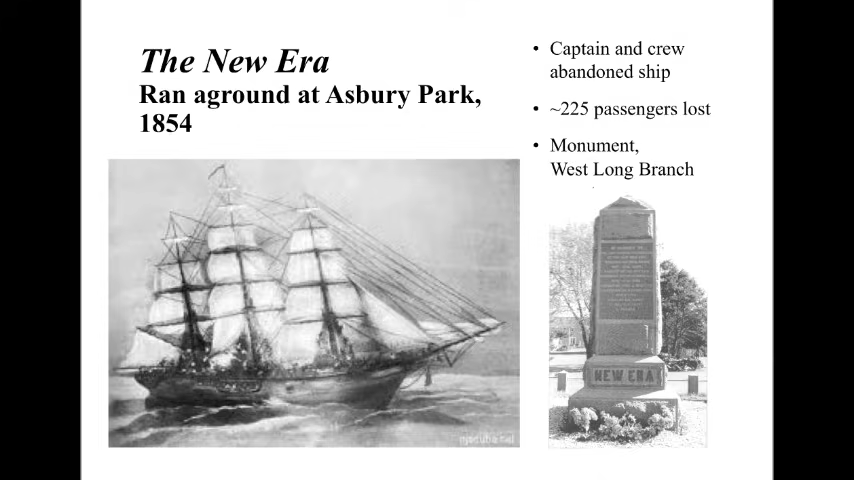 The New Era
Ran aground at Asbury Park,
1854
• Captain and crew
abandoned ship
• ~225 passengers lost
• Monument,
West Long Branch
NEW ERA